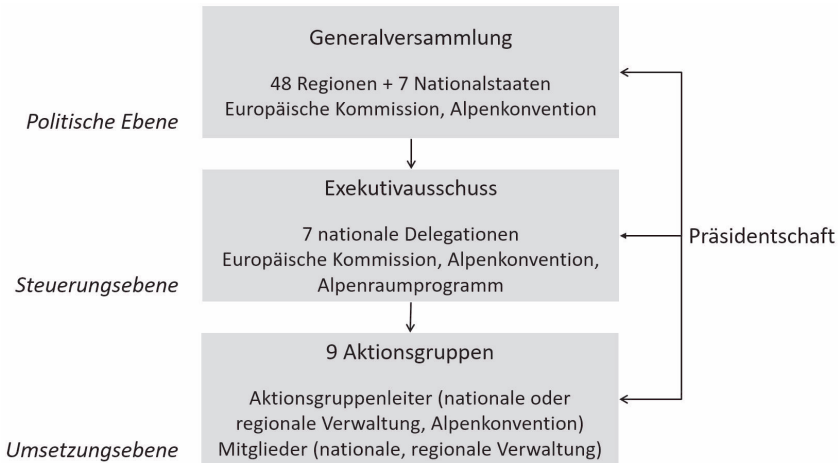 Generalversammlung
48 Regionen + 7 Nationalstaaten
Europäische Kommission, Alpenkonvention
Politische Ebene
Exekutivausschuss
7 nationale Delegationen
Europäische Kommission, Alpenkonvention,
Alpenraumprogramm
Steuerungsebene
9 Aktionsgruppen
Aktionsgruppenleiter (nationale oder
regionale Verwaltung, Alpenkonvention)
Mitglieder (nationale, regionale Verwaltung)
Umsetzungsebene
Präsidentschaft